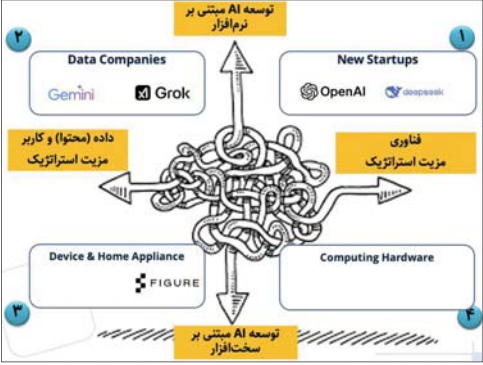 توسعه AI مبتنی بر
نرم‌افزار
۲
۱
Data Companies
New Startups
Gemini
Grok
OpenAI
deepseek
داده (محتوا) و کاربر
مزیت استراتژیک
فناوری
مزیت استراتژیک
Device & Home Appliance
Computing Hardware
FIGURE
۳
۴
توسعه AI مبتنی بر
سخت‌افزار